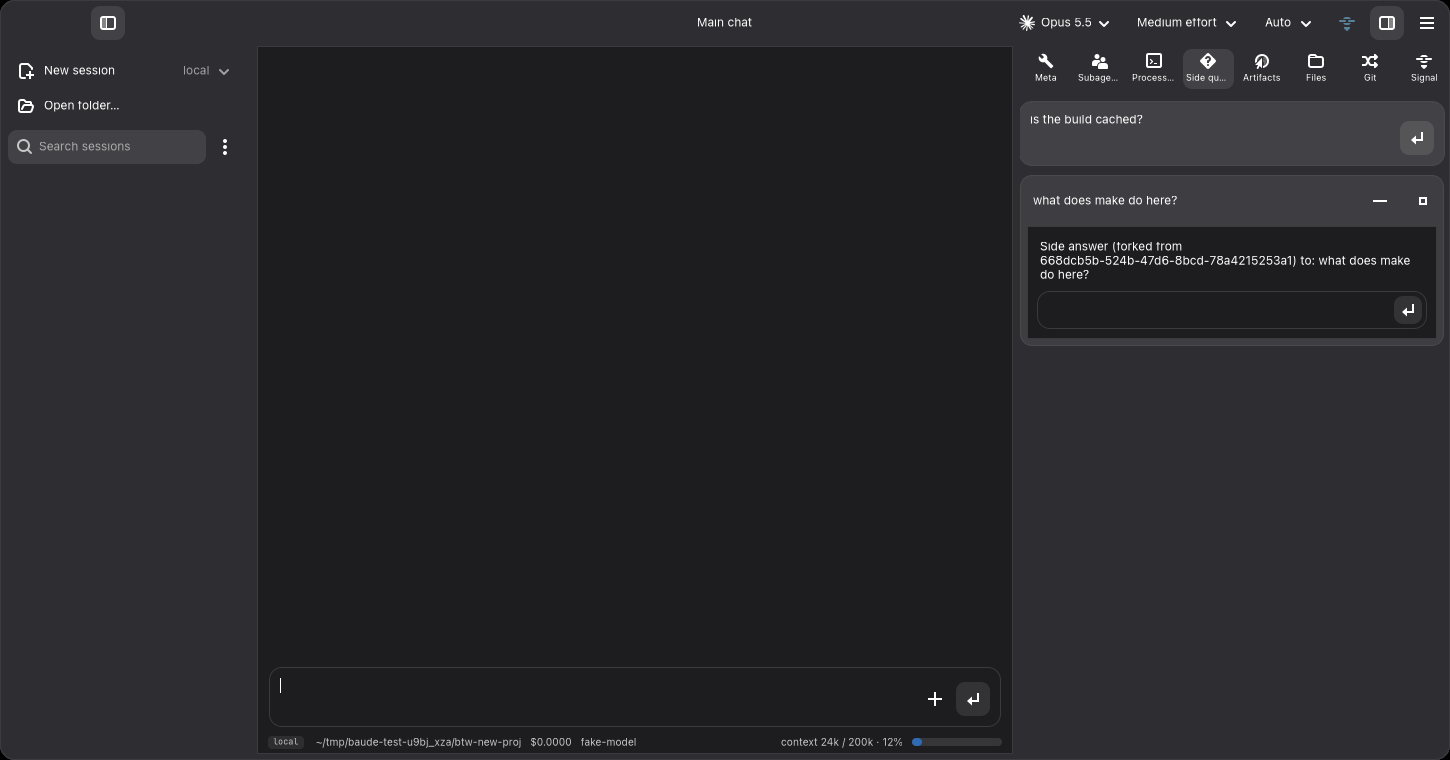 Main chat
Opus 5.5
Medium effort
Auto
New session
local
Open folder...
Search sessions
Meta
Subage...
Process...
Side qu...
Artifacts
Files
Git
Signal
is the build cached?
what does make do here?
Side answer (forked from
668dcb5b-524b-47d6-8bcd-78a4215253a1) to: what does make
do here?
local
~/tmp/baude-test-u9bj_xza/btw-new-proj
$0.0000
fake-model
context 24k / 200k · 12%